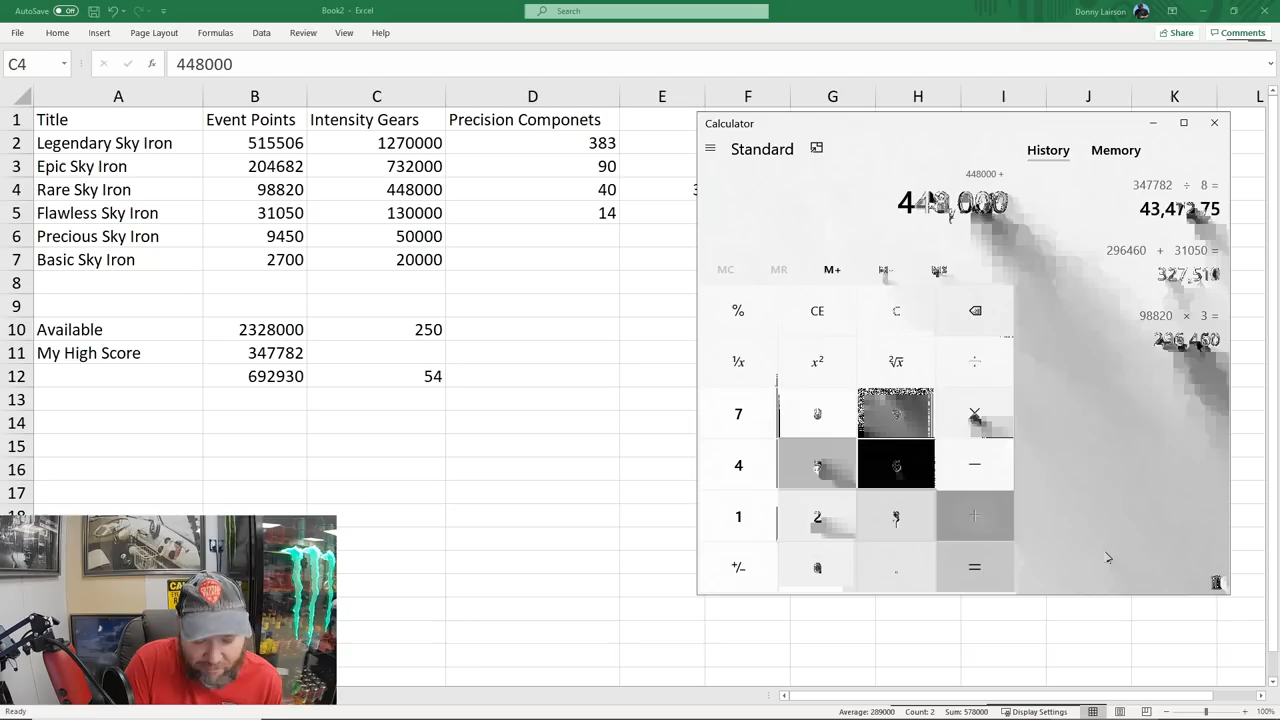 AutoSave Off Book2 - Excel Search Donny Lairson
File Home Insert Page Layout Formulas Data Review View Help Share Comments
C4 fx 448000
A B C D E F G H I J K L
1 Title Event Points Intensity Gears Precision Componets
2 Legendary Sky Iron 515506 1270000 383
3 Epic Sky Iron 204682 732000 90
4 Rare Sky Iron 98820 448000 40
5 Flawless Sky Iron 31050 130000 14
6 Precious Sky Iron 9450 50000
7 Basic Sky Iron 2700 20000
8
9
10 Available 2328000 250
11 My High Score 347782
12 692930 54
13
14
15
16
17
Calculator
Standard History Memory
448000 +
347782 ÷ 8 =
296460 + 31050 =
98820 × 3 =
MC MR M+
% CE C
¹/x x² ²√x ÷
7 ×
4 −
1 2 +
+/− . =
Ready Average: 289000 Count: 2 Sum: 578000 Display Settings 100%